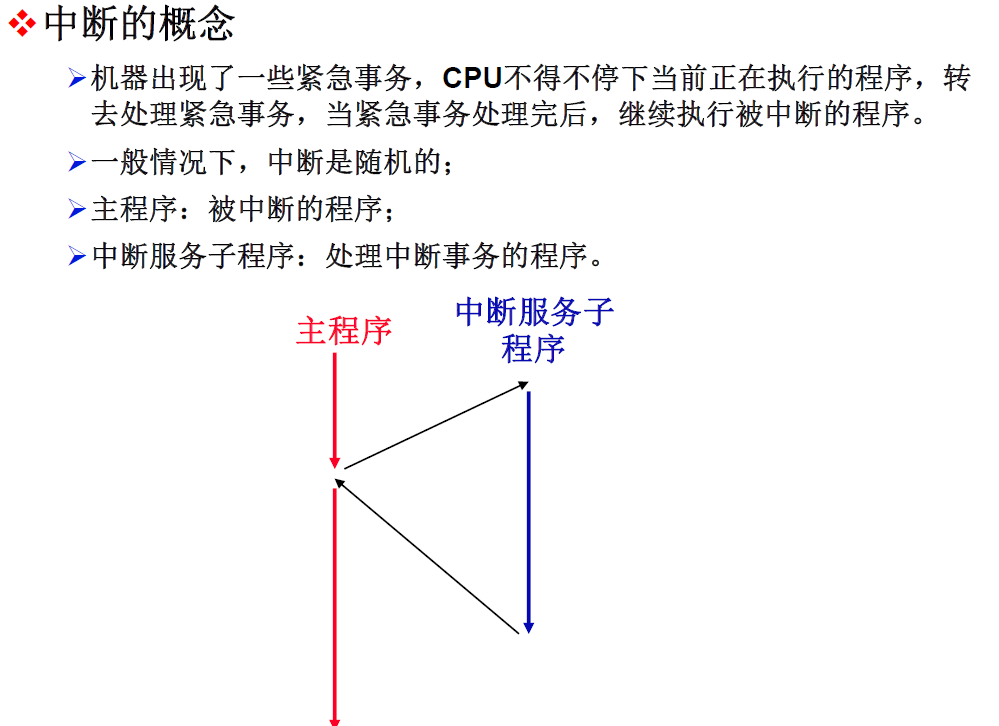 中断的概念
机器出现了一些紧急事务，CPU不得不停下当前正在执行的程序，转
去处理紧急事务，当紧急事务处理完后，继续执行被中断的程序。
一般情况下，中断是随机的；
主程序：被中断的程序；
中断服务子程序：处理中断事务的程序。
主程序
中断服务子
程序